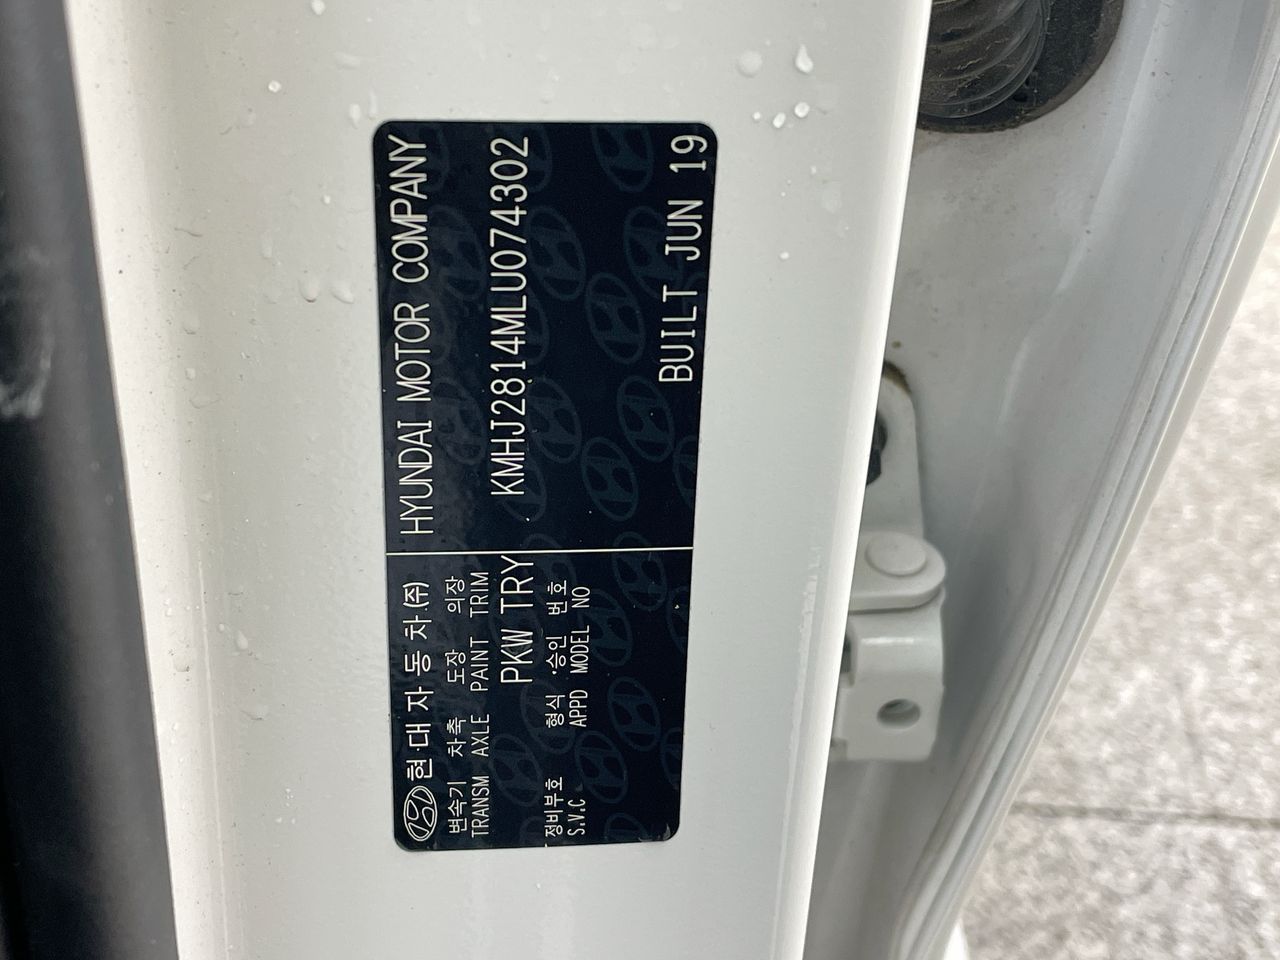 현대자동차(주) HYUNDAI MOTOR COMPANY
변속기 차축 도장 의장
TRANSM AXLE PAINT TRIM
PKW TRY KMHJ2814MLU074302
정비부호 형식 승인 번호
S.V.C APPD MODEL NO
BUILT JUN 19